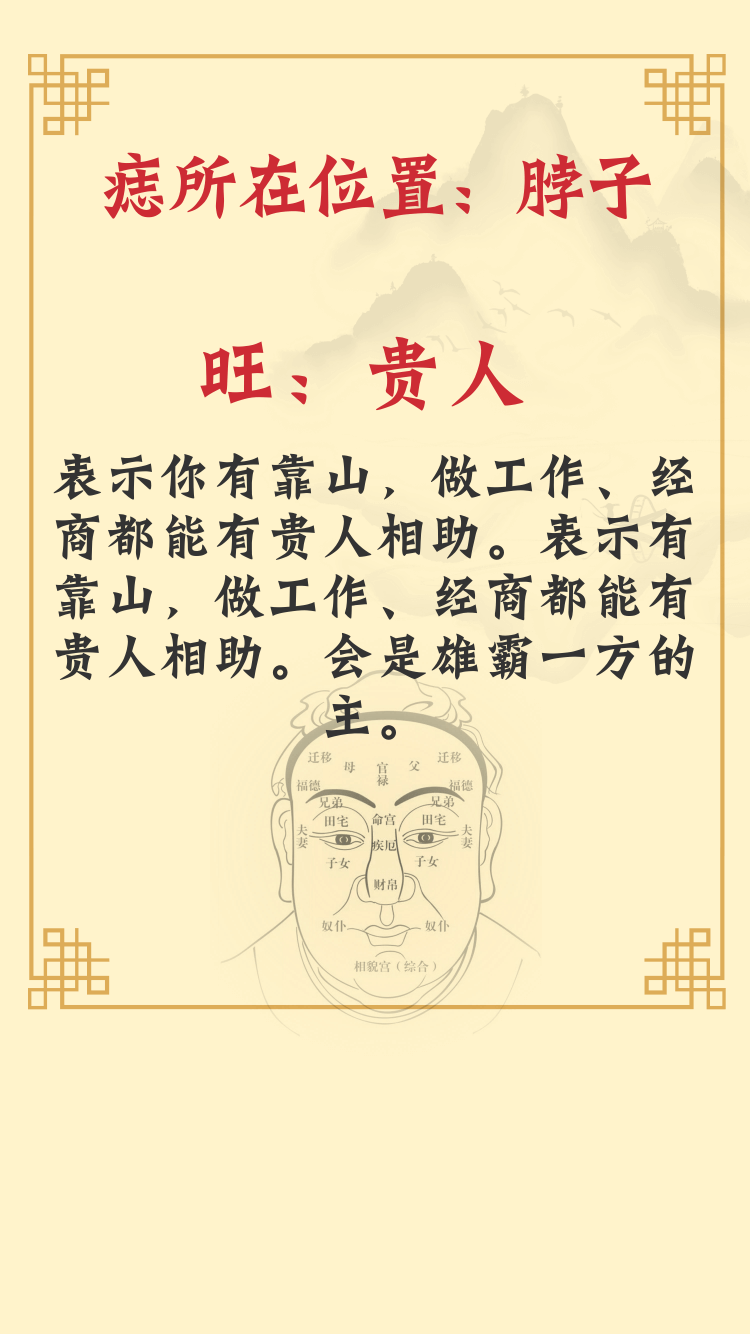 痣所在位置：脖子
旺：贵人
表示你有靠山，做工作、经
商都能有贵人相助。表示有
靠山，做工作、经商都能有
贵人相助。会是雄霸一方的
主。
迁移 母 官禄 父 迁移
福德 福德
兄弟 兄弟
田宅 命宫 田宅
夫妻 疾厄 夫妻
子女 子女
财帛
奴仆 奴仆
相貌宫（综合）